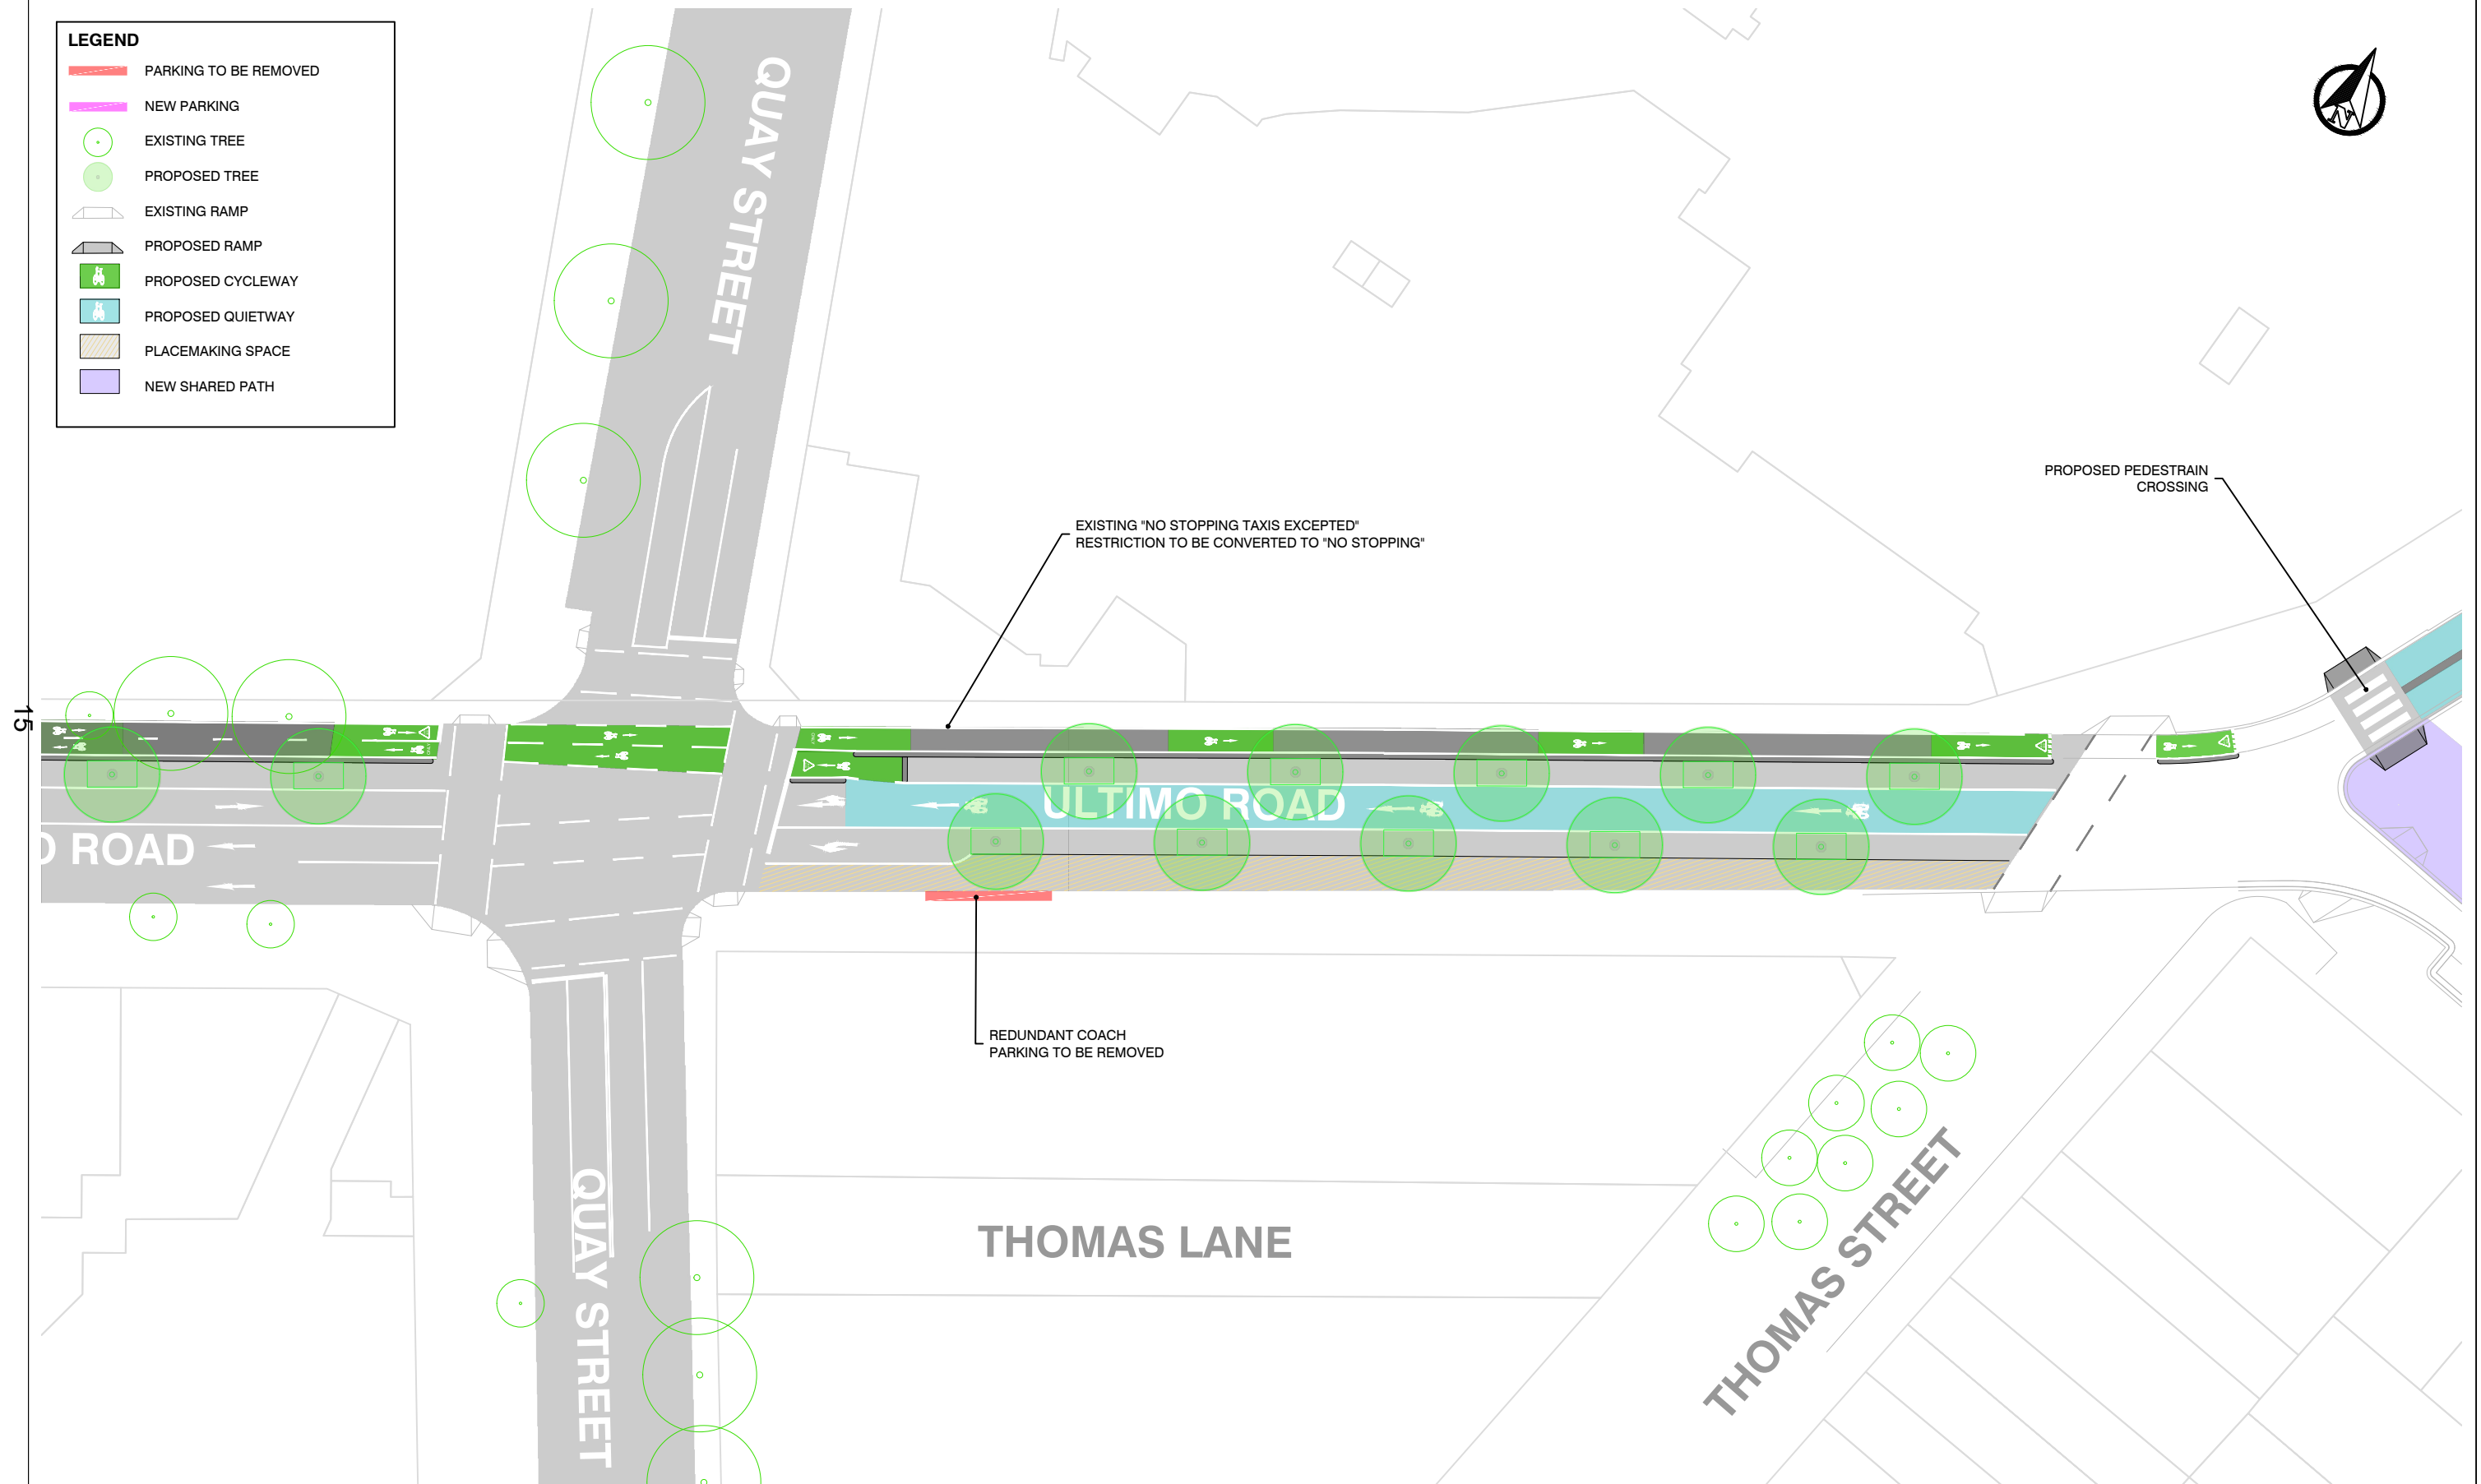 LEGEND
PARKING TO BE REMOVED
NEW PARKING
EXISTING TREE
PROPOSED TREE
EXISTING RAMP
PROPOSED RAMP
PROPOSED CYCLEWAY
PROPOSED QUIETWAY
PLACEMAKING SPACE
NEW SHARED PATH
QUAY STREET
N
PROPOSED PEDESTRAIN
CROSSING
EXISTING "NO STOPPING TAXIS EXCEPTED"
RESTRICTION TO BE CONVERTED TO "NO STOPPING"
15
ULTIMO ROAD
O ROAD
REDUNDANT COACH
PARKING TO BE REMOVED
QUAY STREET
THOMAS LANE
THOMAS STREET